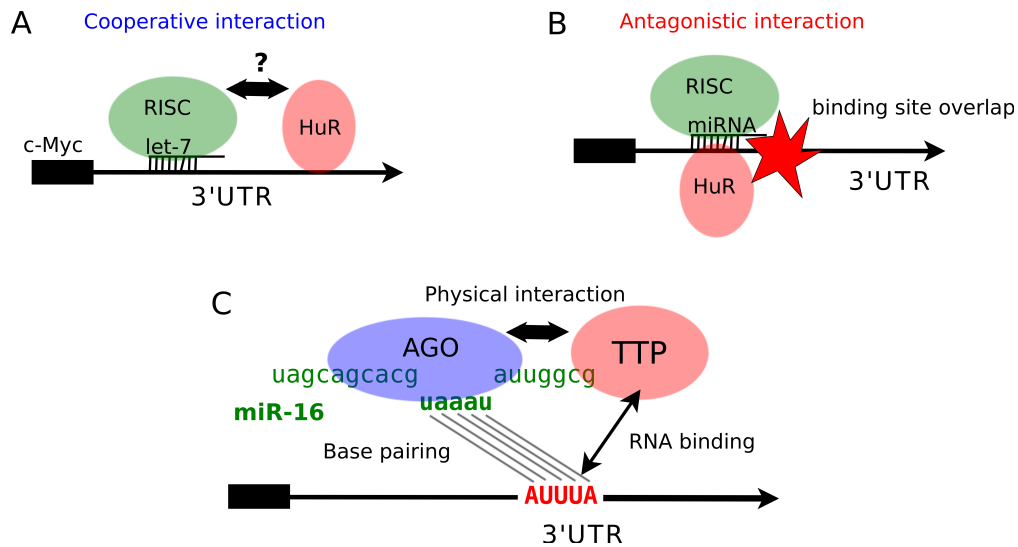 A
Cooperative interaction
?
RISC
HuR
c-Myc
let-7
3'UTR
B
Antagonistic interaction
RISC
binding site overlap
miRNA
HuR
3'UTR
C
Physical interaction
AGO
TTP
uagcagcacg auuggcg
uaaau
miR-16
Base pairing
RNA binding
AUUUA
3'UTR